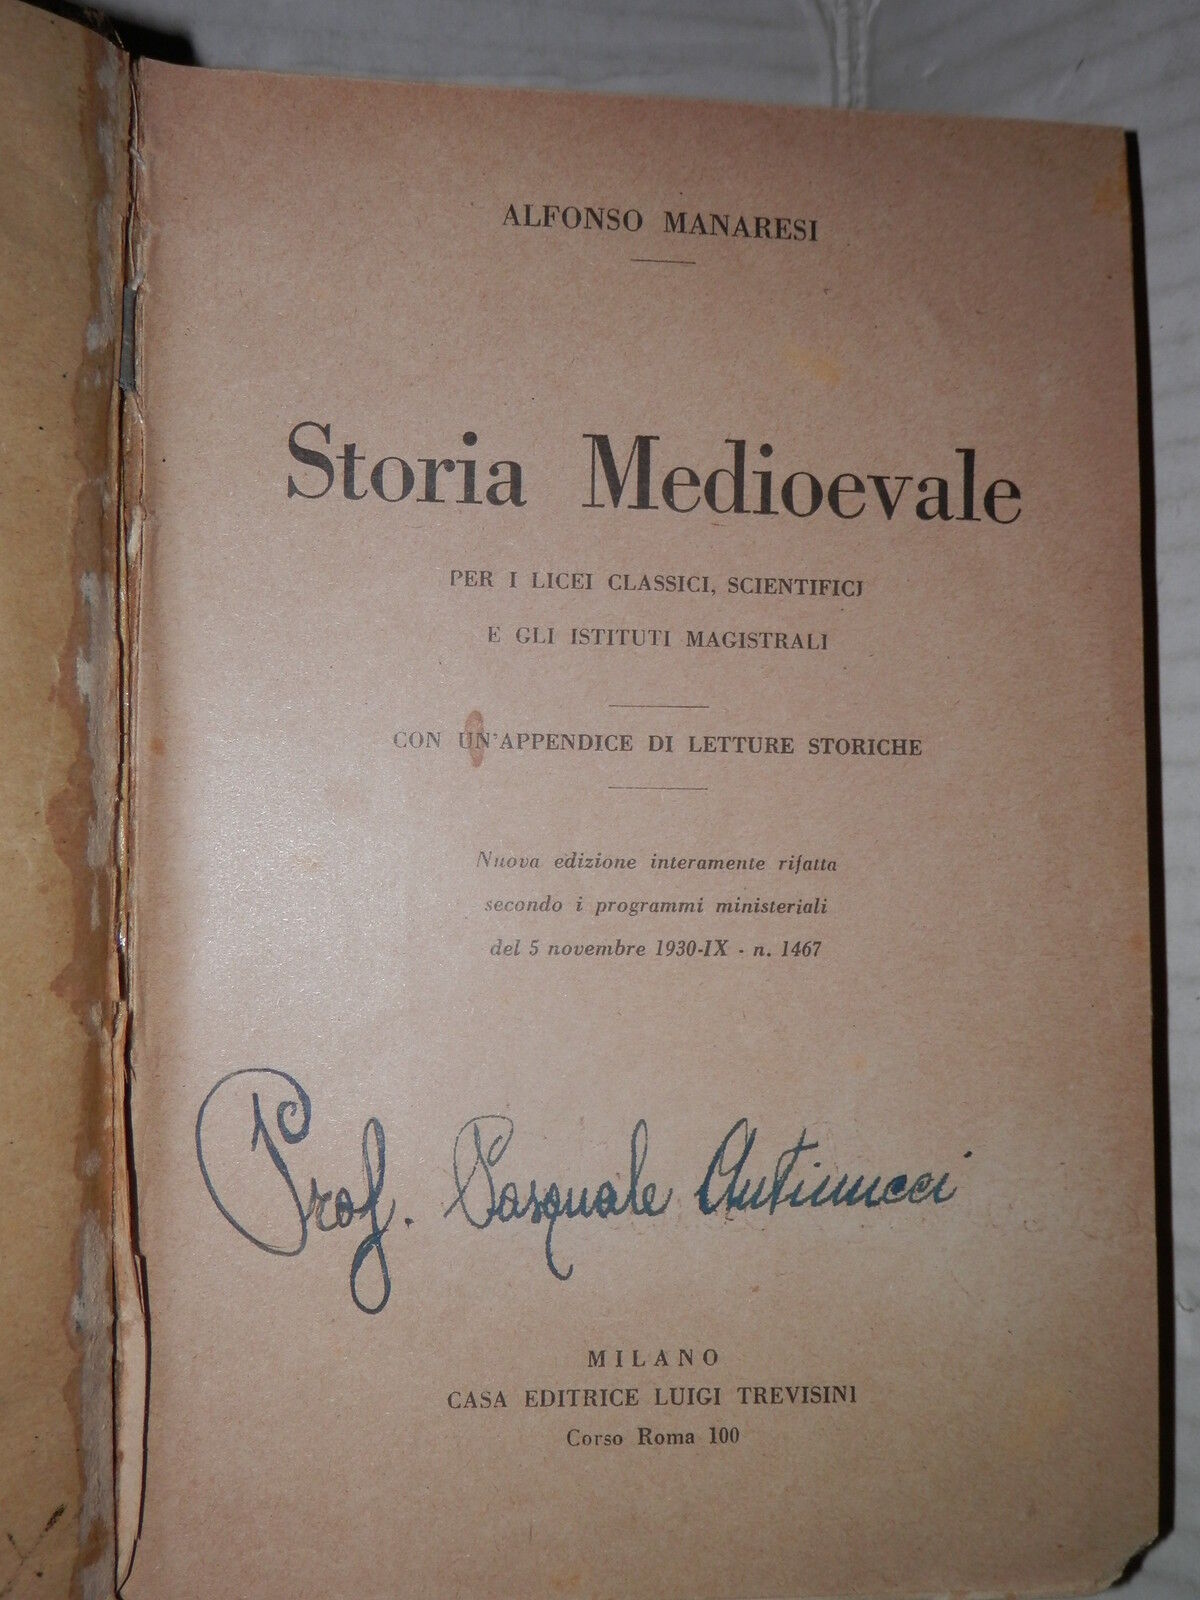 ALFONSO MANARESI
Storia Medioevale
PER I LICEI CLASSICI, SCIENTIFICI
E GLI ISTITUTI MAGISTRALI
CON UN'APPENDICE DI LETTURE STORICHE
Nuova edizione interamente rifatta
secondo i programmi ministeriali
del 5 novembre 1930-IX - n. 1467
Prof. Pasquale Antinucci
MILANO
CASA EDITRICE LUIGI TREVISINI
Corso Roma 100